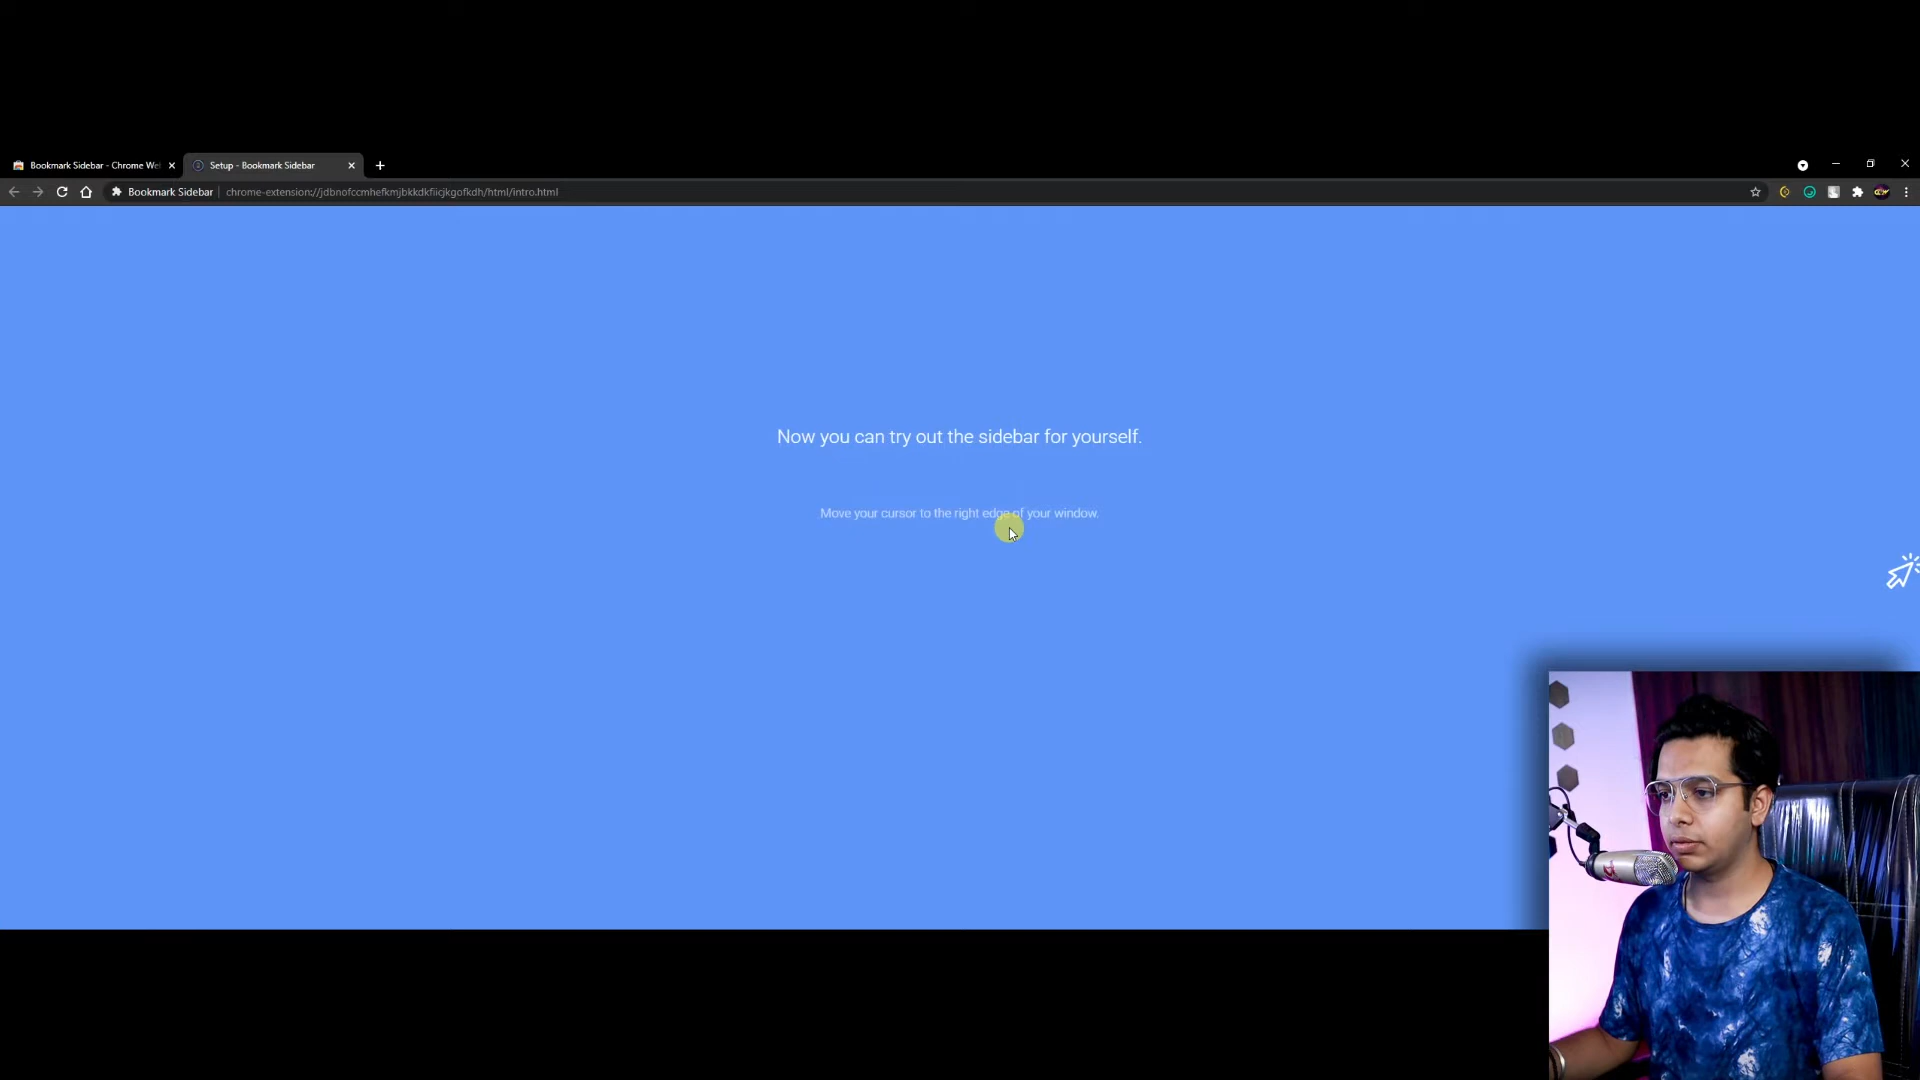 Bookmark Sidebar - Chrome We
Setup - Bookmark Sidebar
Bookmark Sidebar
chrome-extension://jdbnofccmhefkmjbkkdkfiicjkgofkdh/html/intro.html
Now you can try out the sidebar for yourself.
Move your cursor to the right edge of your window.